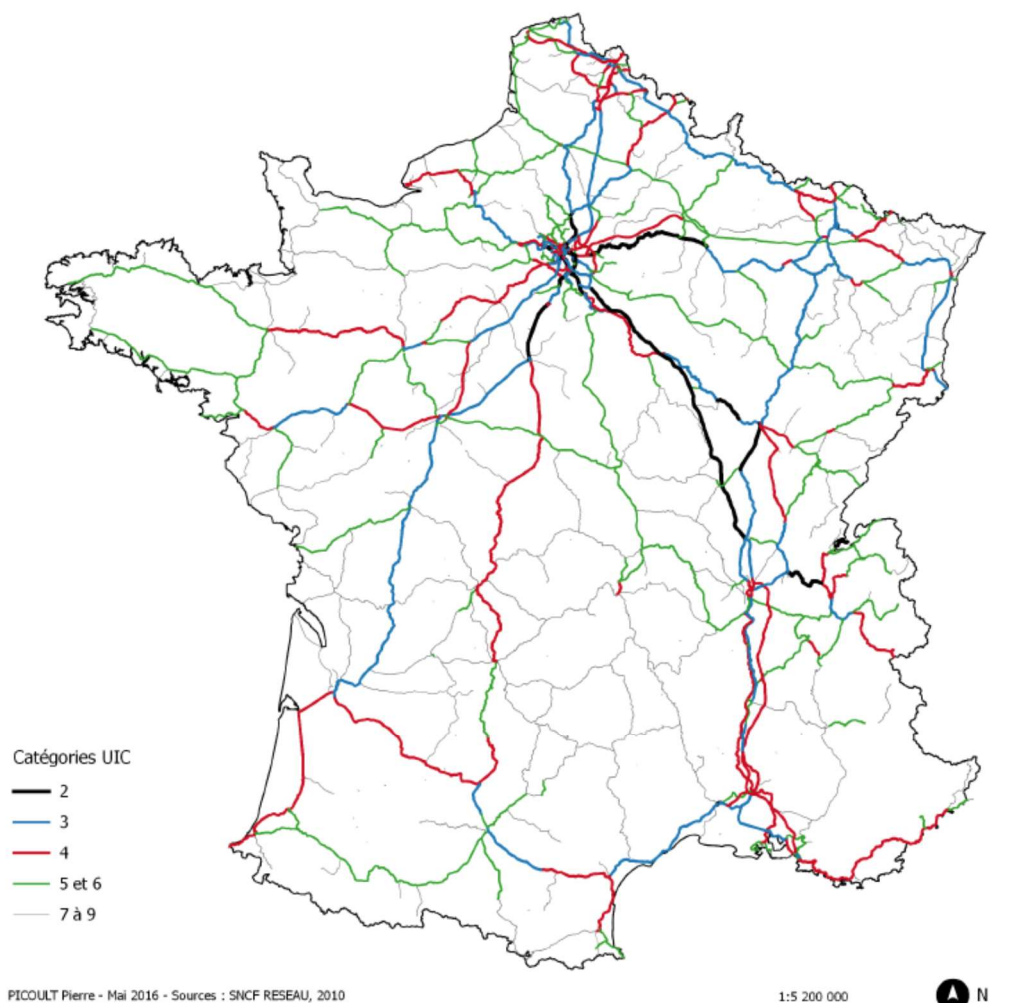 Catégories UIC
2
3
4
5 et 6
7 à 9
PICOULT Pierre - Mai 2016 - Sources : SNCF RESEAU, 2010
1:5 200 000
N